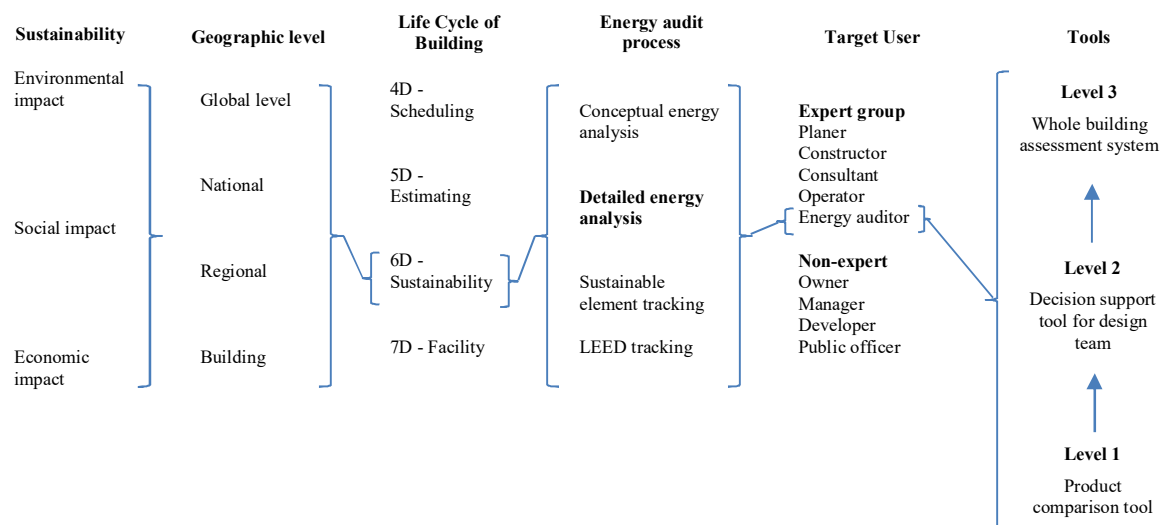 Sustainability
Environmental
impact
Social impact
Economic
impact
Geographic level
Global level
National
Regional
Building
Life Cycle of
Building
4D -
Scheduling
5D -
Estimating
6D –
Sustainability
7D - Facility
Energy audit
process
Conceptual energy
analysis
Detailed energy
analysis
Sustainable
element tracking
LEED tracking
Target User
Expert group
Planer
Constructor
Consultant
Operator
Energy auditor
Non-expert
Owner
Manager
Developer
Public officer
Tools
Level 3
Whole building
assessment system
Level 2
Decision support
tool for design
team
Level 1
Product
comparison tool